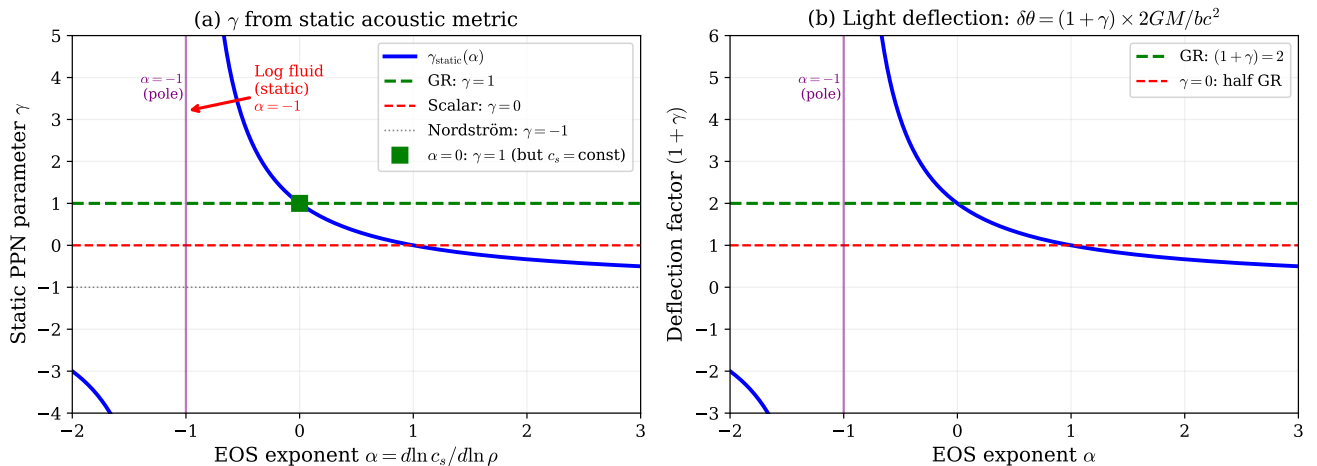 (a) γ from static acoustic metric
Static PPN parameter γ
5
4
3
2
1
0
−1
−2
−3
−4
α = −1
(pole)
Log fluid
(static)
α = −1
γ_static(α)
GR: γ = 1
Scalar: γ = 0
Nordström: γ = −1
α = 0: γ = 1 (but c_s = const)
−2
−1
0
1
2
3
EOS exponent α = d ln c_s/d ln ρ
(b) Light deflection: δθ = (1 + γ) × 2GM/bc²
Deflection factor (1 + γ)
6
5
4
3
2
1
0
−1
−2
−3
α = −1
(pole)
GR: (1 + γ) = 2
γ = 0: half GR
−2
−1
0
1
2
3
EOS exponent α